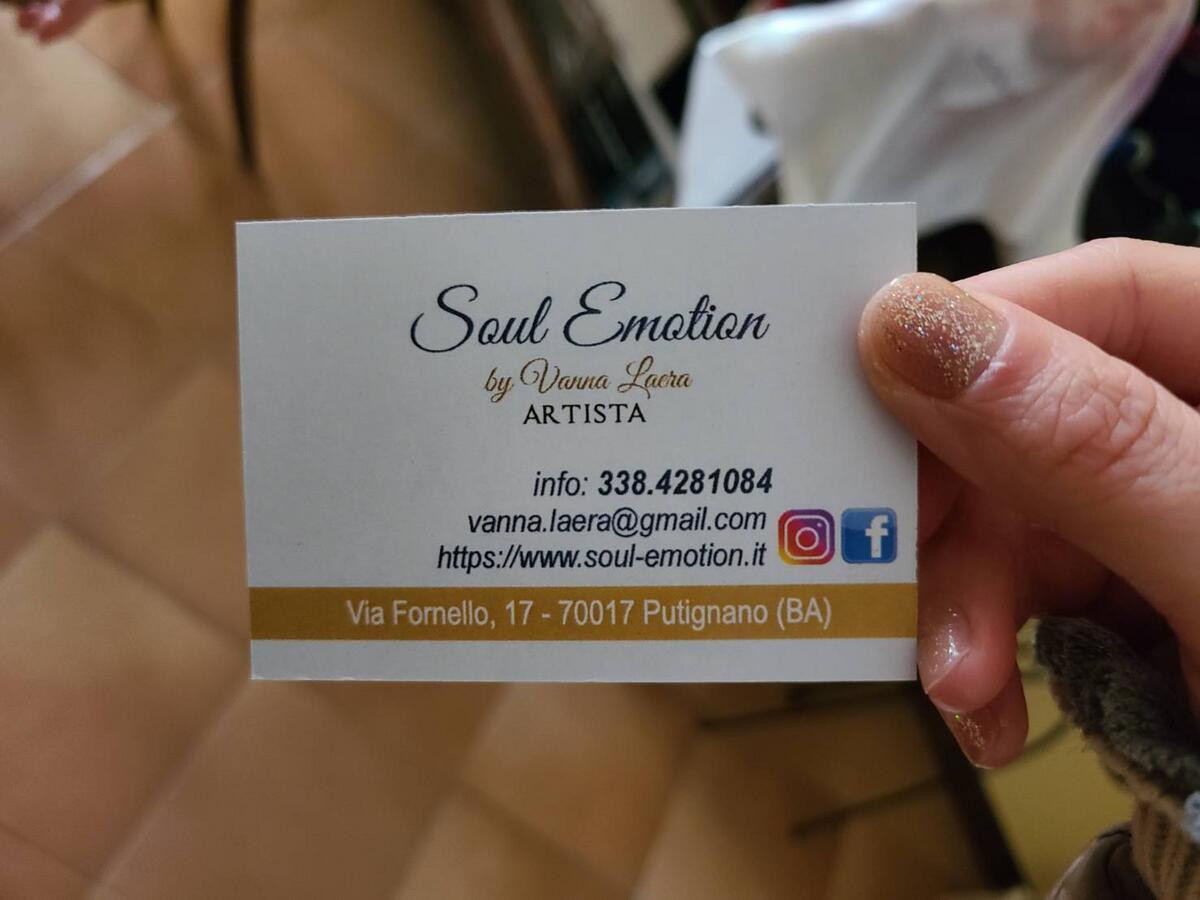 Soul Emotion
by Vanna Laera
ARTISTA
info: 338.4281084
vanna.laera@gmail.com
https://www.soul-emotion.it
Via Fornello, 17 - 70017 Putignano (BA)